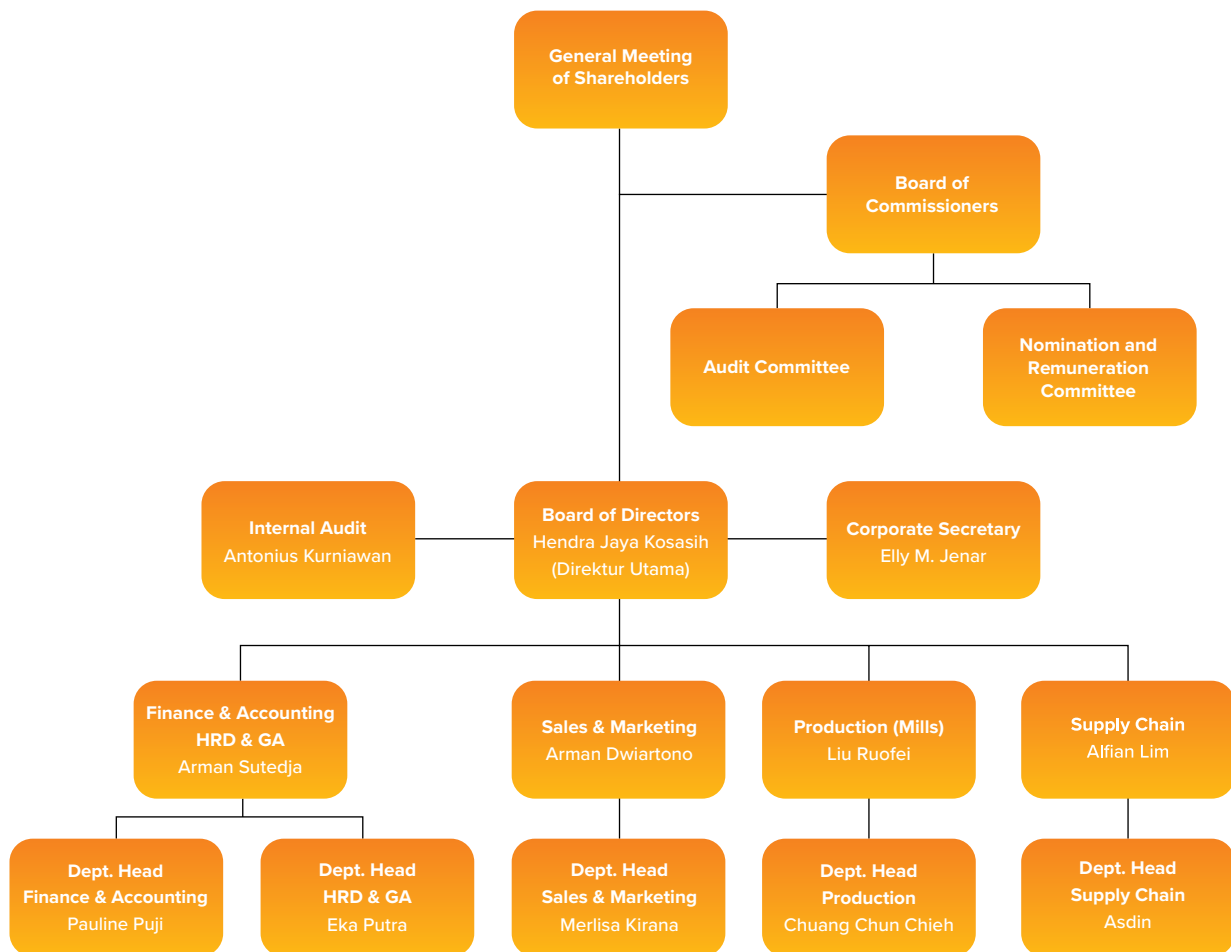 General Meeting
of Shareholders
Board of
Commissioners
Audit Committee
Nomination and
Remuneration
Committee
Internal Audit
Antonius Kurniawan
Board of Directors
Hendra Jaya Kosasih
(Direktur Utama)
Corporate Secretary
Elly M. Jenar
Finance & Accounting
HRD & GA
Arman Sutedja
Sales & Marketing
Arman Dwiartono
Production (Mills)
Liu Ruofei
Supply Chain
Alfian Lim
Dept. Head
Finance & Accounting
Pauline Puji
Dept. Head
HRD & GA
Eka Putra
Dept. Head
Sales & Marketing
Merlisa Kirana
Dept. Head
Production
Chuang Chun Chieh
Dept. Head
Supply Chain
Asdin